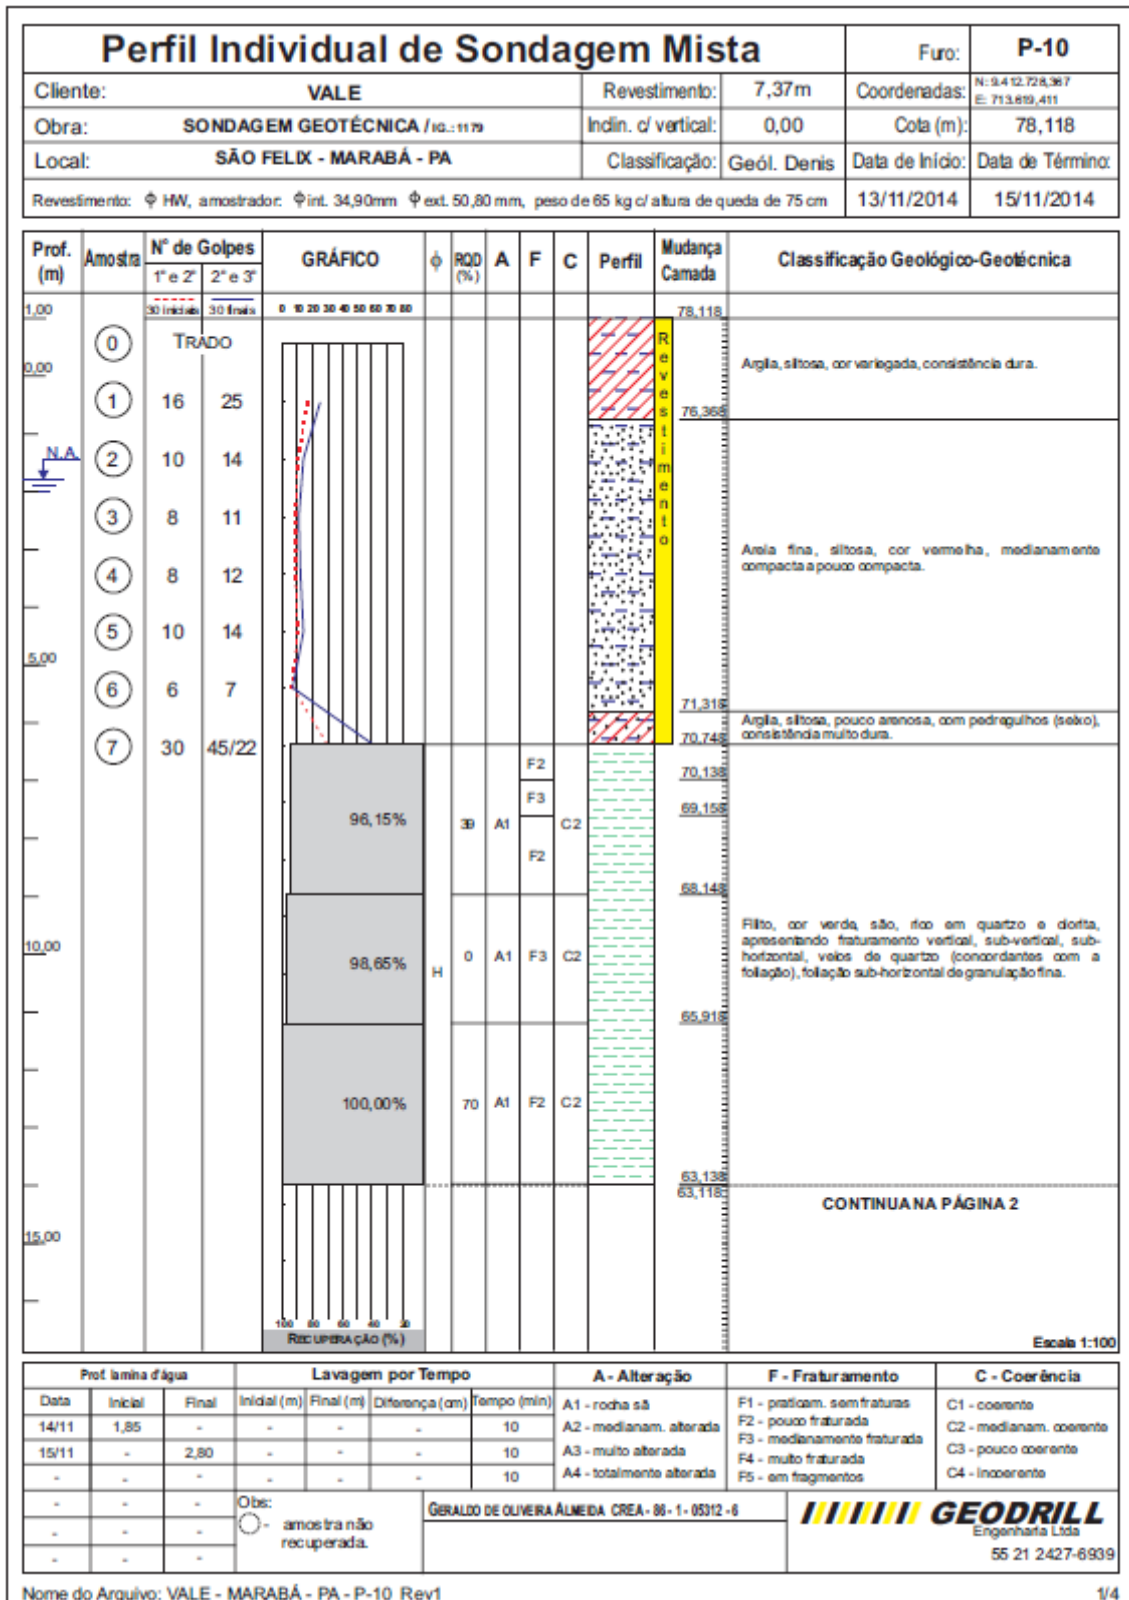 Perfil Individual de Sondagem Mista
Furo: P-10
Cliente: VALE
Revestimento: 7,37m
Coordenadas: N: 9.412.728,367
E: 713.619,411
Obra: SONDAGEM GEOTÉCNICA / IG.: 1179
Inclin. c/ vertical: 0,00
Cota (m): 78,118
Local: SÃO FELIX - MARABÁ - PA
Classificação: Geól. Denis
Data de Início: Data de Término:
Revestimento: ϕ HW, amostrador: ϕ int. 34,90mm ϕ ext. 50,80 mm, peso de 65 kg c/ altura de queda de 75 cm
13/11/2014 15/11/2014
Prof. (m) Amostra N° de Golpes GRÁFICO ϕ RQD (%) A F C Perfil Mudança Camada Classificação Geológico-Geotécnica
1° e 2° 2° e 3°
30 iniciais 30 finais 0 10 20 30 40 50 60 70 80
1,00 78,118
0 TRADO
0,00
Revestimento
Argila, siltosa, cor variegada, consistência dura.
1 16 25
76,368
N.A.
2 10 14
3 8 11
Areia fina, siltosa, cor vermelha, medianamente
compacta a pouco compacta.
4 8 12
5 10 14
5,00
6 6 7
71,318
Argila, siltosa, pouco arenosa, com pedregulhos (seixo),
consistência muito dura.
7 30 45/22
70,748
F2
70,138
F3
69,158
96,15% 39 A1 C2
F2
68,148
Filito, cor verde, são, rico em quartzo e clorita,
apresentando fraturamento vertical, sub-vertical, sub-
horizontal, veios de quartzo (concordantes com a
foliação), foliação sub-horizontal de granulação fina.
10,00
98,65% H 0 A1 F3 C2
65,918
100,00% 70 A1 F2 C2
63,138
63,118
CONTINUA NA PÁGINA 2
15,00
100 80 60 40 20
RECUPERAÇÃO (%)
Escala 1:100
Prof. lamina d'água Lavagem por Tempo A - Alteração F - Fraturamento C - Coerência
Data Inicial Final Inicial (m) Final (m) Diferença (cm) Tempo (min)
14/11 1,85 - - - - 10
15/11 - 2,80 - - - 10
- - - - - - 10
A1 - rocha sã
A2 - medianam. alterada
A3 - muito alterada
A4 - totalmente alterada
F1 - praticam. sem fraturas
F2 - pouco fraturada
F3 - medianamente fraturada
F4 - muito fraturada
F5 - em fragmentos
C1 - coerente
C2 - medianam. coerente
C3 - pouco coerente
C4 - incoerente
- - -
- - -
- - -
Obs:
- amostra não
recuperada.
GERALDO DE OLIVEIRA ALMEIDA CREA - 86 - 1 - 05312 - 6
GEODRILL
Engenharia Ltda
55 21 2427-6939
Nome do Arquivo: VALE - MARABÁ - PA - P-10 Rev1
1/4